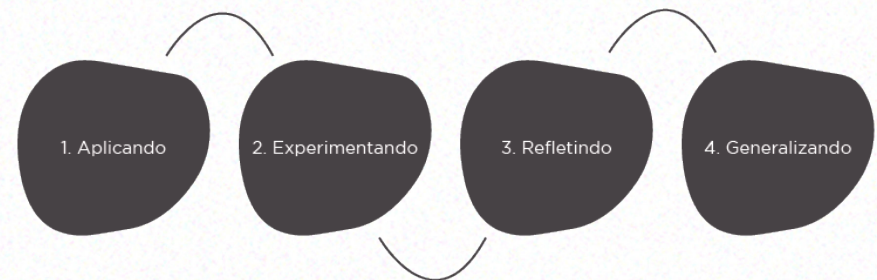 1. Aplicando
2. Experimentando
3. Refletindo
4. Generalizando